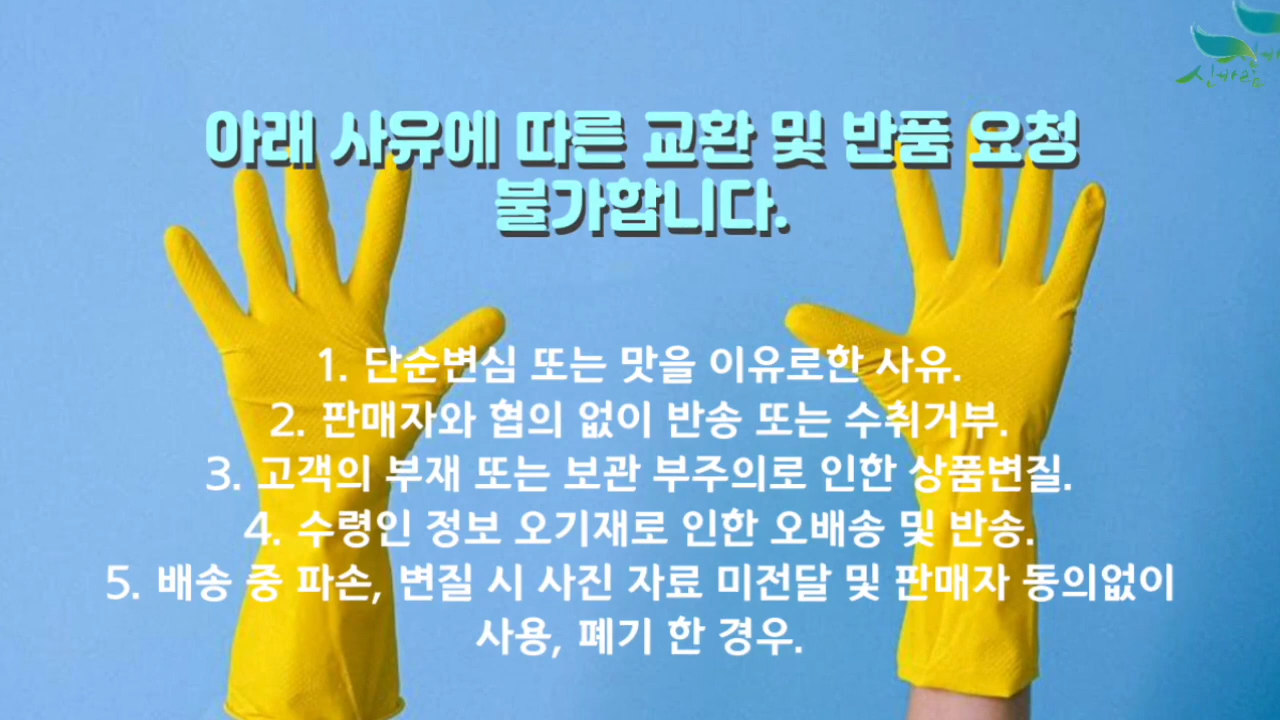 신바람
아래 사유에 따른 교환 및 반품 요청
불가합니다.
1. 단순변심 또는 맛을 이유로한 사유.
2. 판매자와 협의 없이 반송 또는 수취거부.
3. 고객의 부재 또는 보관 부주의로 인한 상품변질.
4. 수령인 정보 오기재로 인한 오배송 및 반송.
5. 배송 중 파손, 변질 시 사진 자료 미전달 및 판매자 동의없이
사용, 폐기 한 경우.